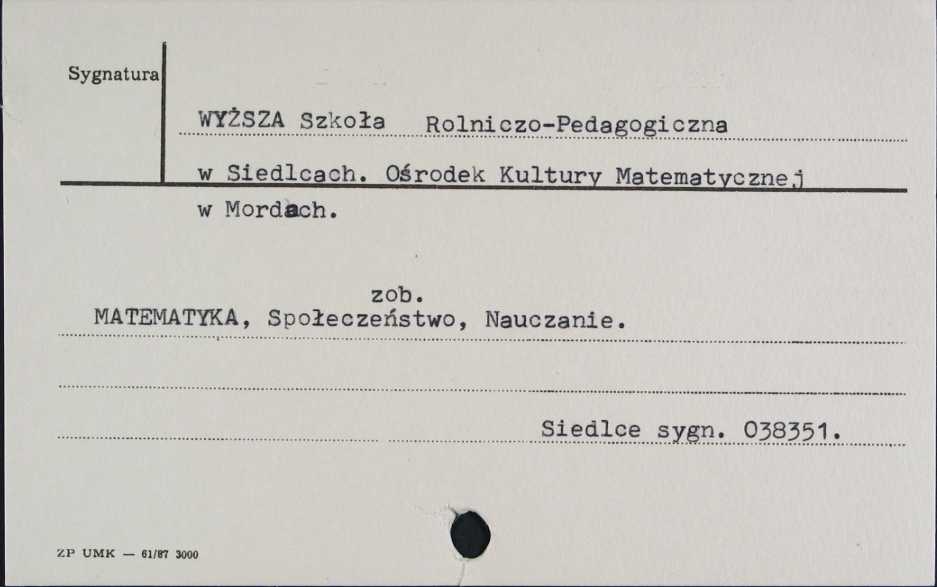 Sygnatura
WYŻSZA Szkoła Rolniczo-Pedagogiczna
w Siedlcach. Ośrodek Kultury Matematycznej
w Mordach.
zob.
MATEMATYKA, Społeczeństwo, Nauczanie.
Siedlce sygn. 038351.
ZP UMK — 61/87 3000